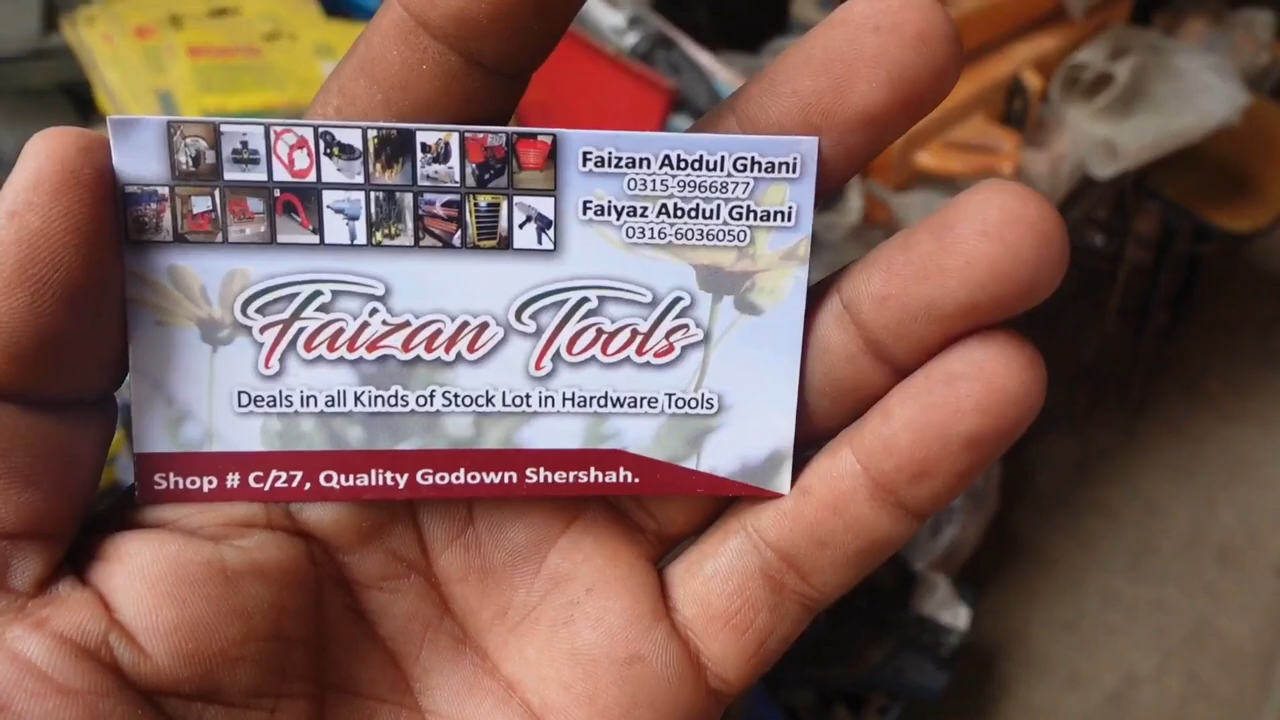 Faizan Abdul Ghani
0315-9966877
Faiyaz Abdul Ghani
0316-6036050
Faizan Tools
Deals in all Kinds of Stock Lot in Hardware Tools
Shop # C/27, Quality Godown Shershah.